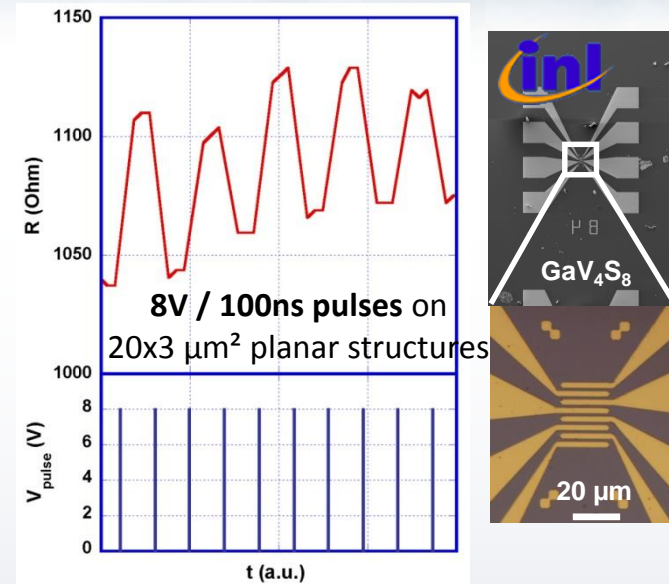 1150
1100
1050
1000
R (Ohm)
8V / 100ns pulses on
20x3 µm² planar structures
8
6
4
2
0
V_pulse (V)
t (a.u.)
inl
GaV₄S₈
20 µm